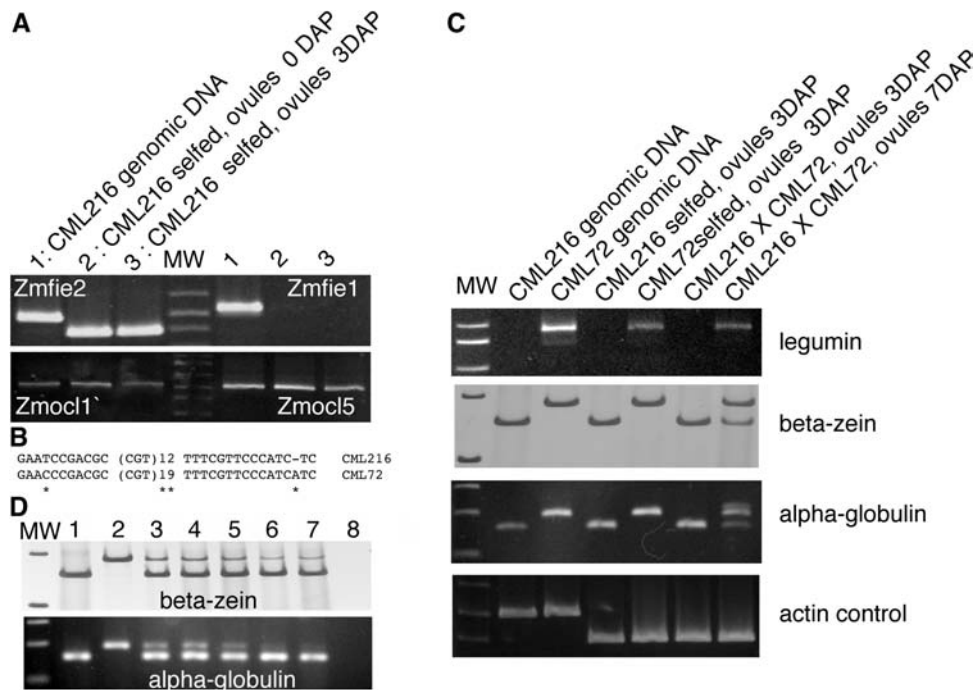 A
1: CML216 genomic DNA
2 : CML216 selfed, ovules 0 DAP
3 : CML216 selfed, ovules 3DAP
MW
1 2 3
Zmfie2 Zmfie1
Zmocl1` Zmocl5
B
GAATCCGACGC (CGT)12 TTTCGTTCCCATC-TC CML216
GAACCCGACGC (CGT)19 TTTCGTTCCCATCATC CML72
* ** *
D
MW 1 2 3 4 5 6 7 8
beta-zein
alpha-globulin
C
MW
CML216 genomic DNA
CML72 genomic DNA
CML216 selfed, ovules 3DAP
CML72selfed, ovules 3DAP
CML216 X CML72, ovules 3DAP
CML216 X CML72, ovules 7DAP
legumin
beta-zein
alpha-globulin
actin control